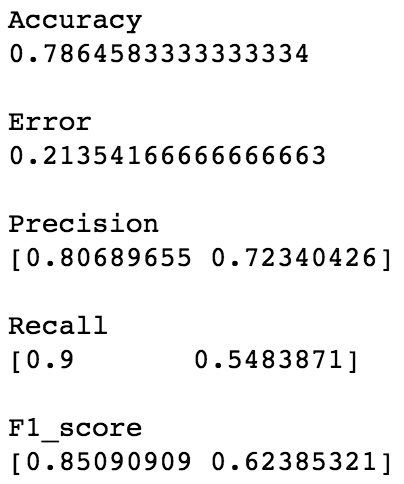 Accuracy
0.7864583333333334
Error
0.21354166666666663
Precision
[0.80689655 0.72340426]
Recall
[0.9        0.5483871]
F1_score
[0.85090909 0.62385321]